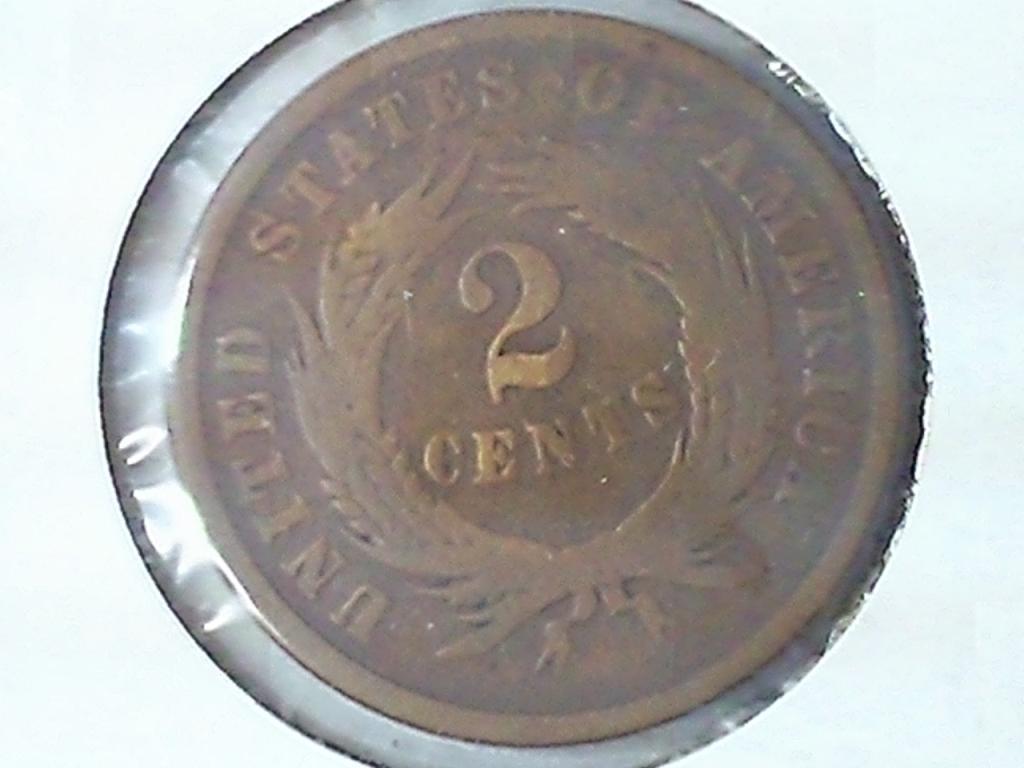 UNITED STATES OF AMERICA
2
CENTS